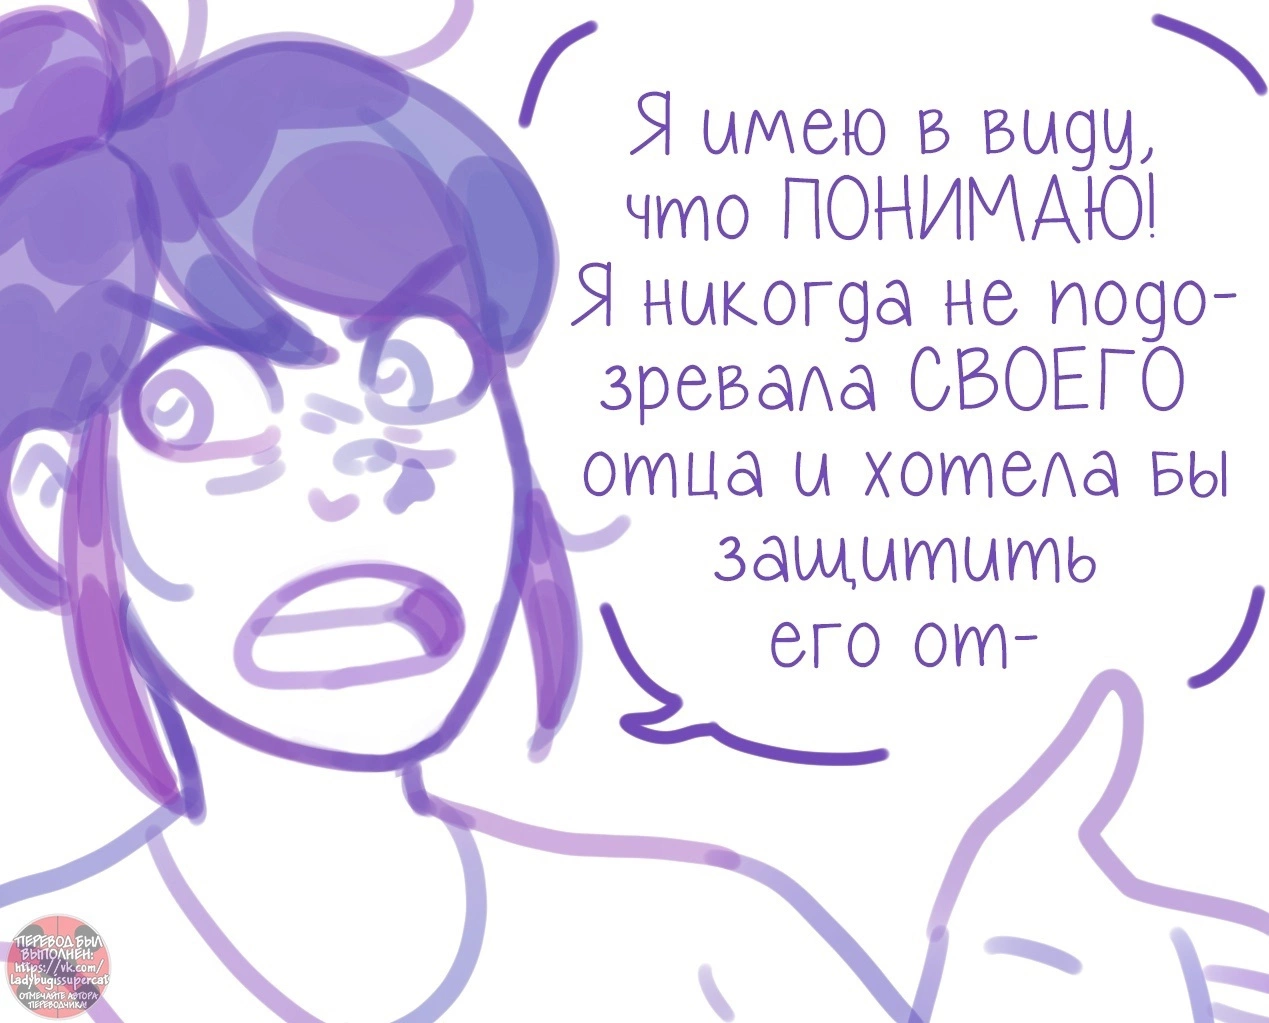 Я имею в виду,
что ПОНИМАЮ!
Я никогда не подо-
зревала СВОЕГО
отца и хотела бы
защитить
его от-
ПЕРЕВОД БЫЛ
ВЫПОЛНЕН:
https://vk.com/
ladybugissupercat
ОТМЕЧАЙТЕ АВТОРА
ПЕРЕВОДЧИКА!